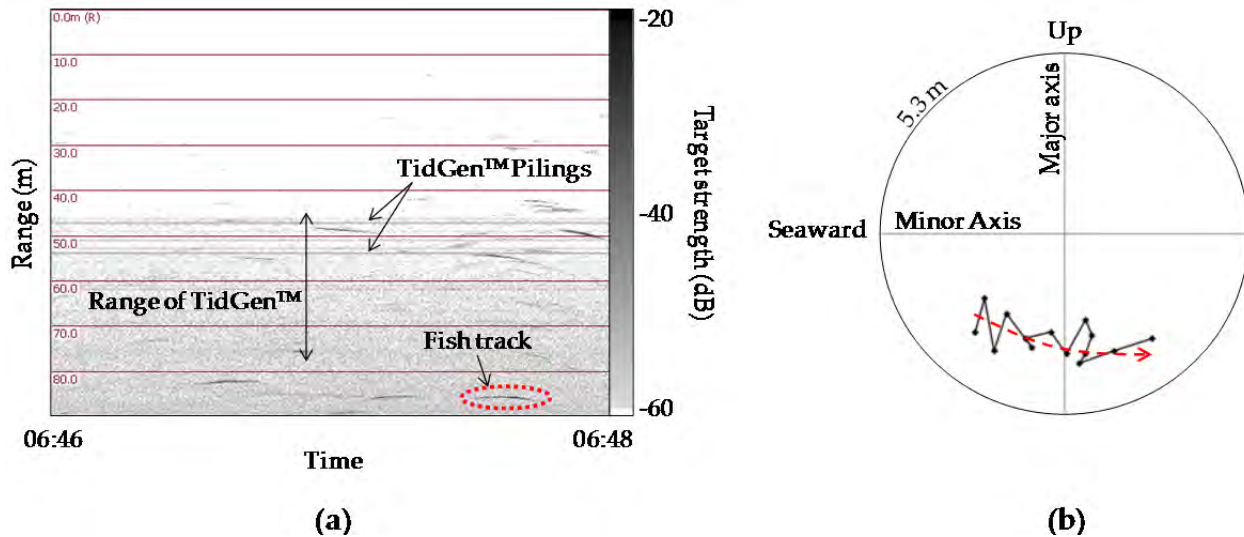 0.0m (R)
10.0
20.0
30.0
40.0
50.0
60.0
70.0
80.0
Range (m)
TidGen™ Pilings
Range of TidGen™
Fish track
06:46
06:48
Time
-20
-40
-60
Target strength (dB)
(a)
Up
5.3 m
Major axis
Seaward
Minor Axis
(b)